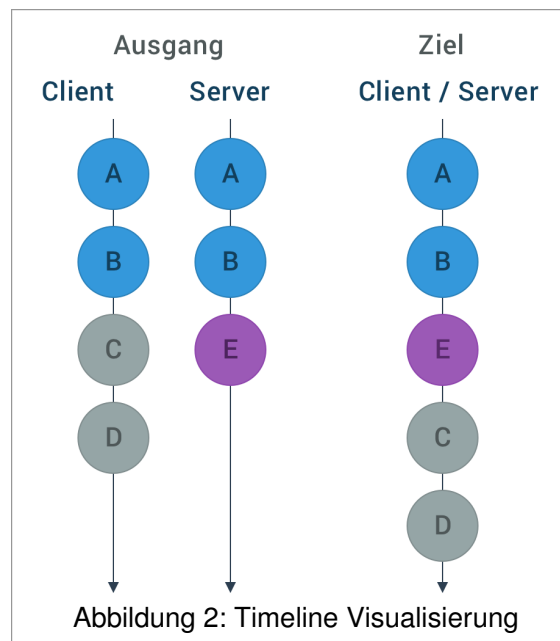 Ausgang Ziel
Client Server Client / Server
A A A
B B B
C E E
D C
D
Abbildung 2: Timeline Visualisierung